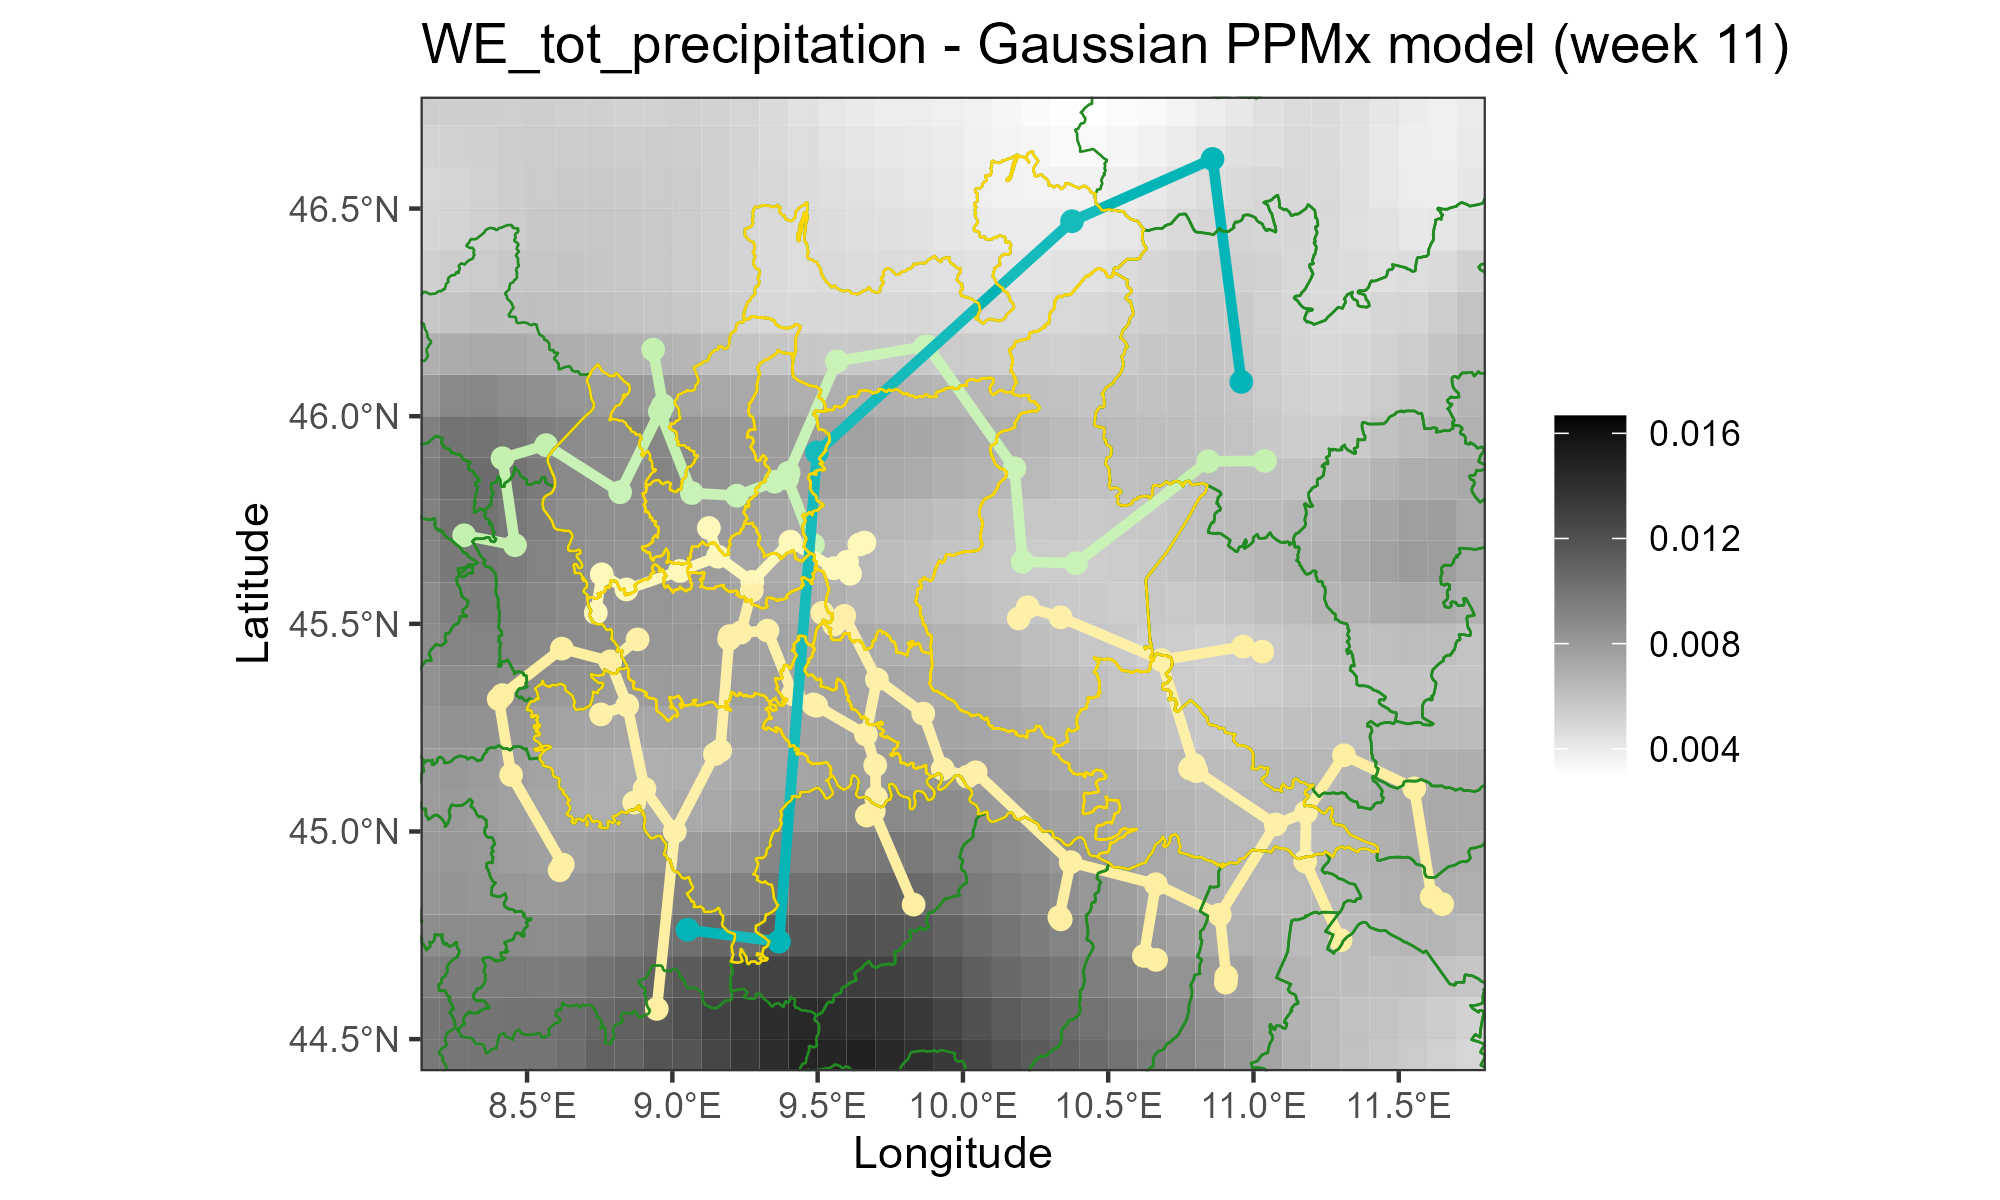 WE_tot_precipitation - Gaussian PPMx model (week 11)
Latitude
46.5°N
46.0°N
45.5°N
45.0°N
44.5°N
8.5°E
9.0°E
9.5°E
10.0°E
10.5°E
11.0°E
11.5°E
Longitude
0.016
0.012
0.008
0.004